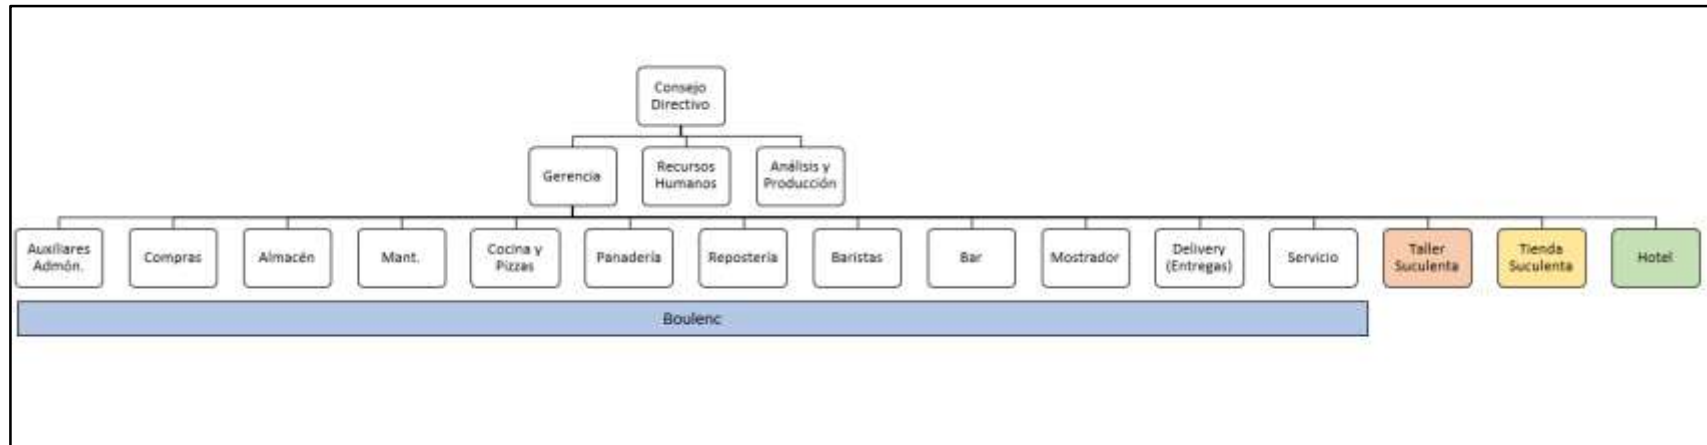 Consejo
Directivo
Gerencia
Recursos
Humanos
Análisis y
Producción
Auxiliares
Admón.
Compras
Almacén
Mant.
Cocina y
Pizzas
Panadería
Repostería
Baristas
Bar
Mostrador
Delivery
(Entregas)
Servicio
Taller
Suculenta
Tienda
Suculenta
Hotel
Boulenc